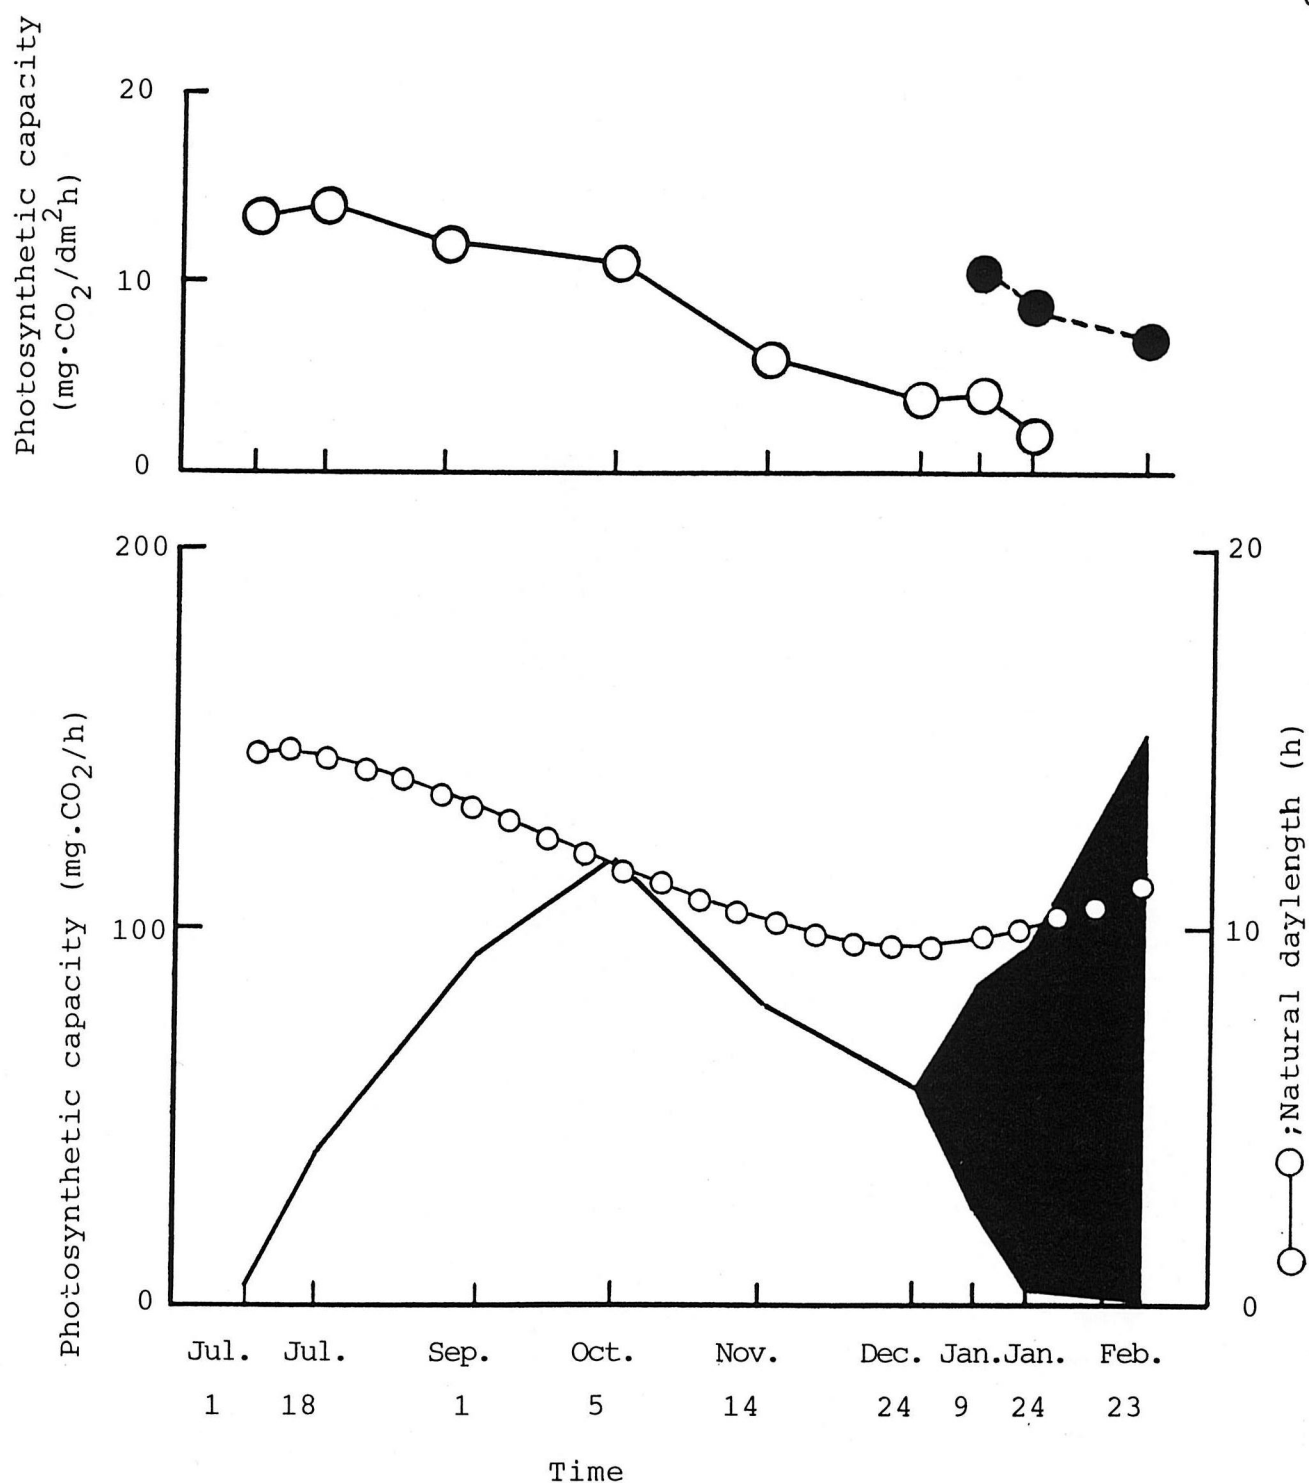 Photosynthetic capacity
(mg·CO2/dm2h)
20
10
0
Photosynthetic capacity (mg.CO2/h)
200
100
0
20
10
0
;Natural daylength (h)
Jul. Jul. Sep. Oct. Nov. Dec. Jan. Jan. Feb.
1 18 1 5 14 24 9 24 23
Time